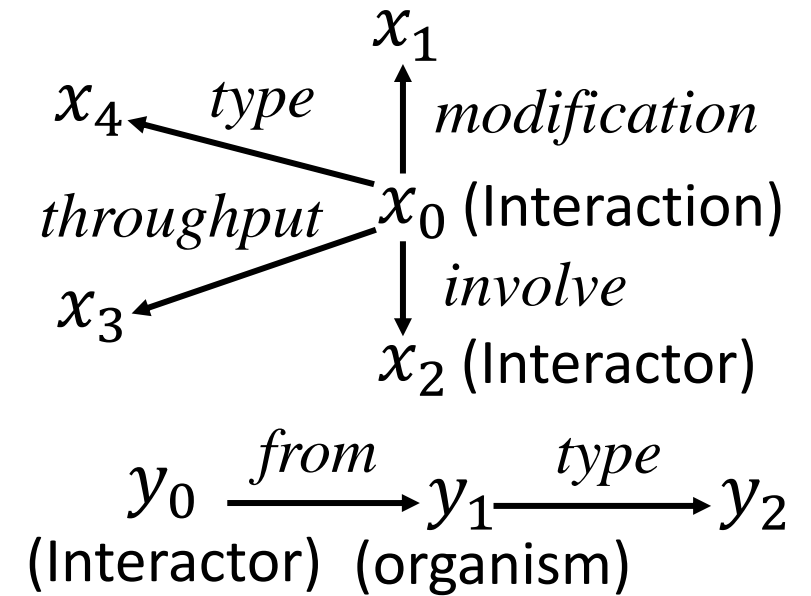 x₁
x₄ type modification
throughput x₀ (Interaction)
involve
x₃
x₂ (Interactor)
from type
y₀ y₁ y₂
(Interactor) (organism)